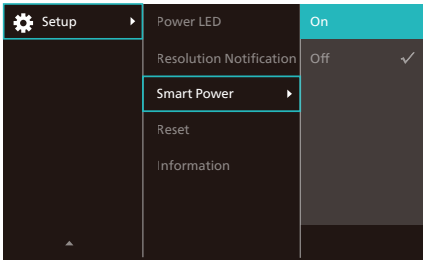 Setup
Power LED
Resolution Notification
Smart Power
Reset
Information
On
Off